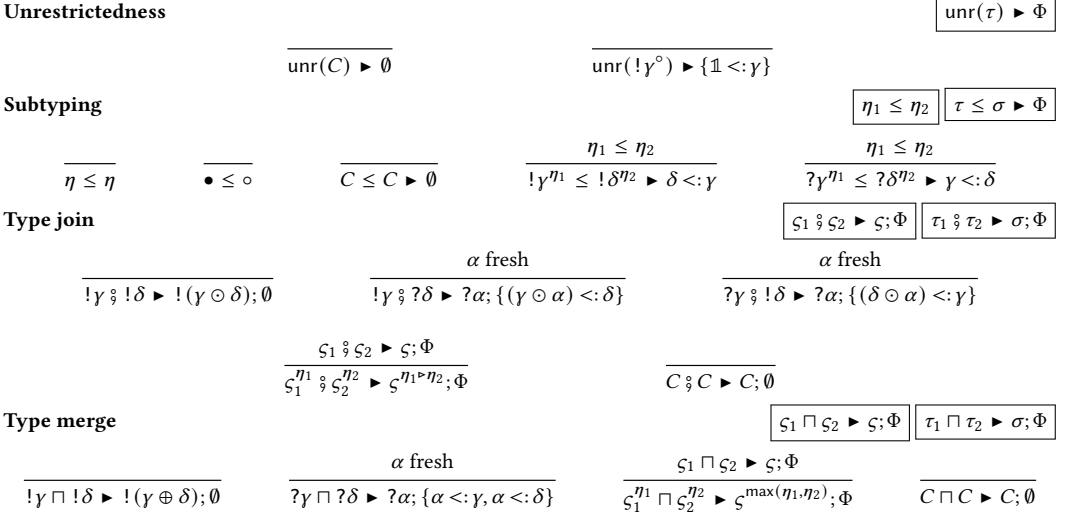 Unrestrictedness unr(τ) ▸ Φ
unr(C) ▸ ∅ unr(!γ°) ▸ {𝟙 <: γ}
Subtyping η₁ ≤ η₂ τ ≤ σ ▸ Φ
η₁ ≤ η₂ η₁ ≤ η₂
η ≤ η • ≤ ∘ C ≤ C ▸ ∅ !γ^η₁ ≤ !δ^η₂ ▸ δ <: γ ?γ^η₁ ≤ ?δ^η₂ ▸ γ <: δ
Type join ς₁ ⨾ ς₂ ▸ ς; Φ τ₁ ⨾ τ₂ ▸ σ; Φ
α fresh α fresh
!γ ⨾ !δ ▸ !(γ ⊙ δ); ∅ !γ ⨾ ?δ ▸ ?α; {(γ ⊙ α) <: δ} ?γ ⨾ !δ ▸ ?α; {(δ ⊙ α) <: γ}
ς₁ ⨾ ς₂ ▸ ς; Φ
ς₁^η₁ ⨾ ς₂^η₂ ▸ ς^η₁▹η₂; Φ C ⨾ C ▸ C; ∅
Type merge ς₁ ⊓ ς₂ ▸ ς; Φ τ₁ ⊓ τ₂ ▸ σ; Φ
α fresh ς₁ ⊓ ς₂ ▸ ς; Φ
!γ ⊓ !δ ▸ !(γ ⊕ δ); ∅ ?γ ⊓ ?δ ▸ ?α; {α <: γ, α <: δ} ς₁^η₁ ⊓ ς₂^η₂ ▸ ς^max(η₁,η₂); Φ C ⊓ C ▸ C; ∅